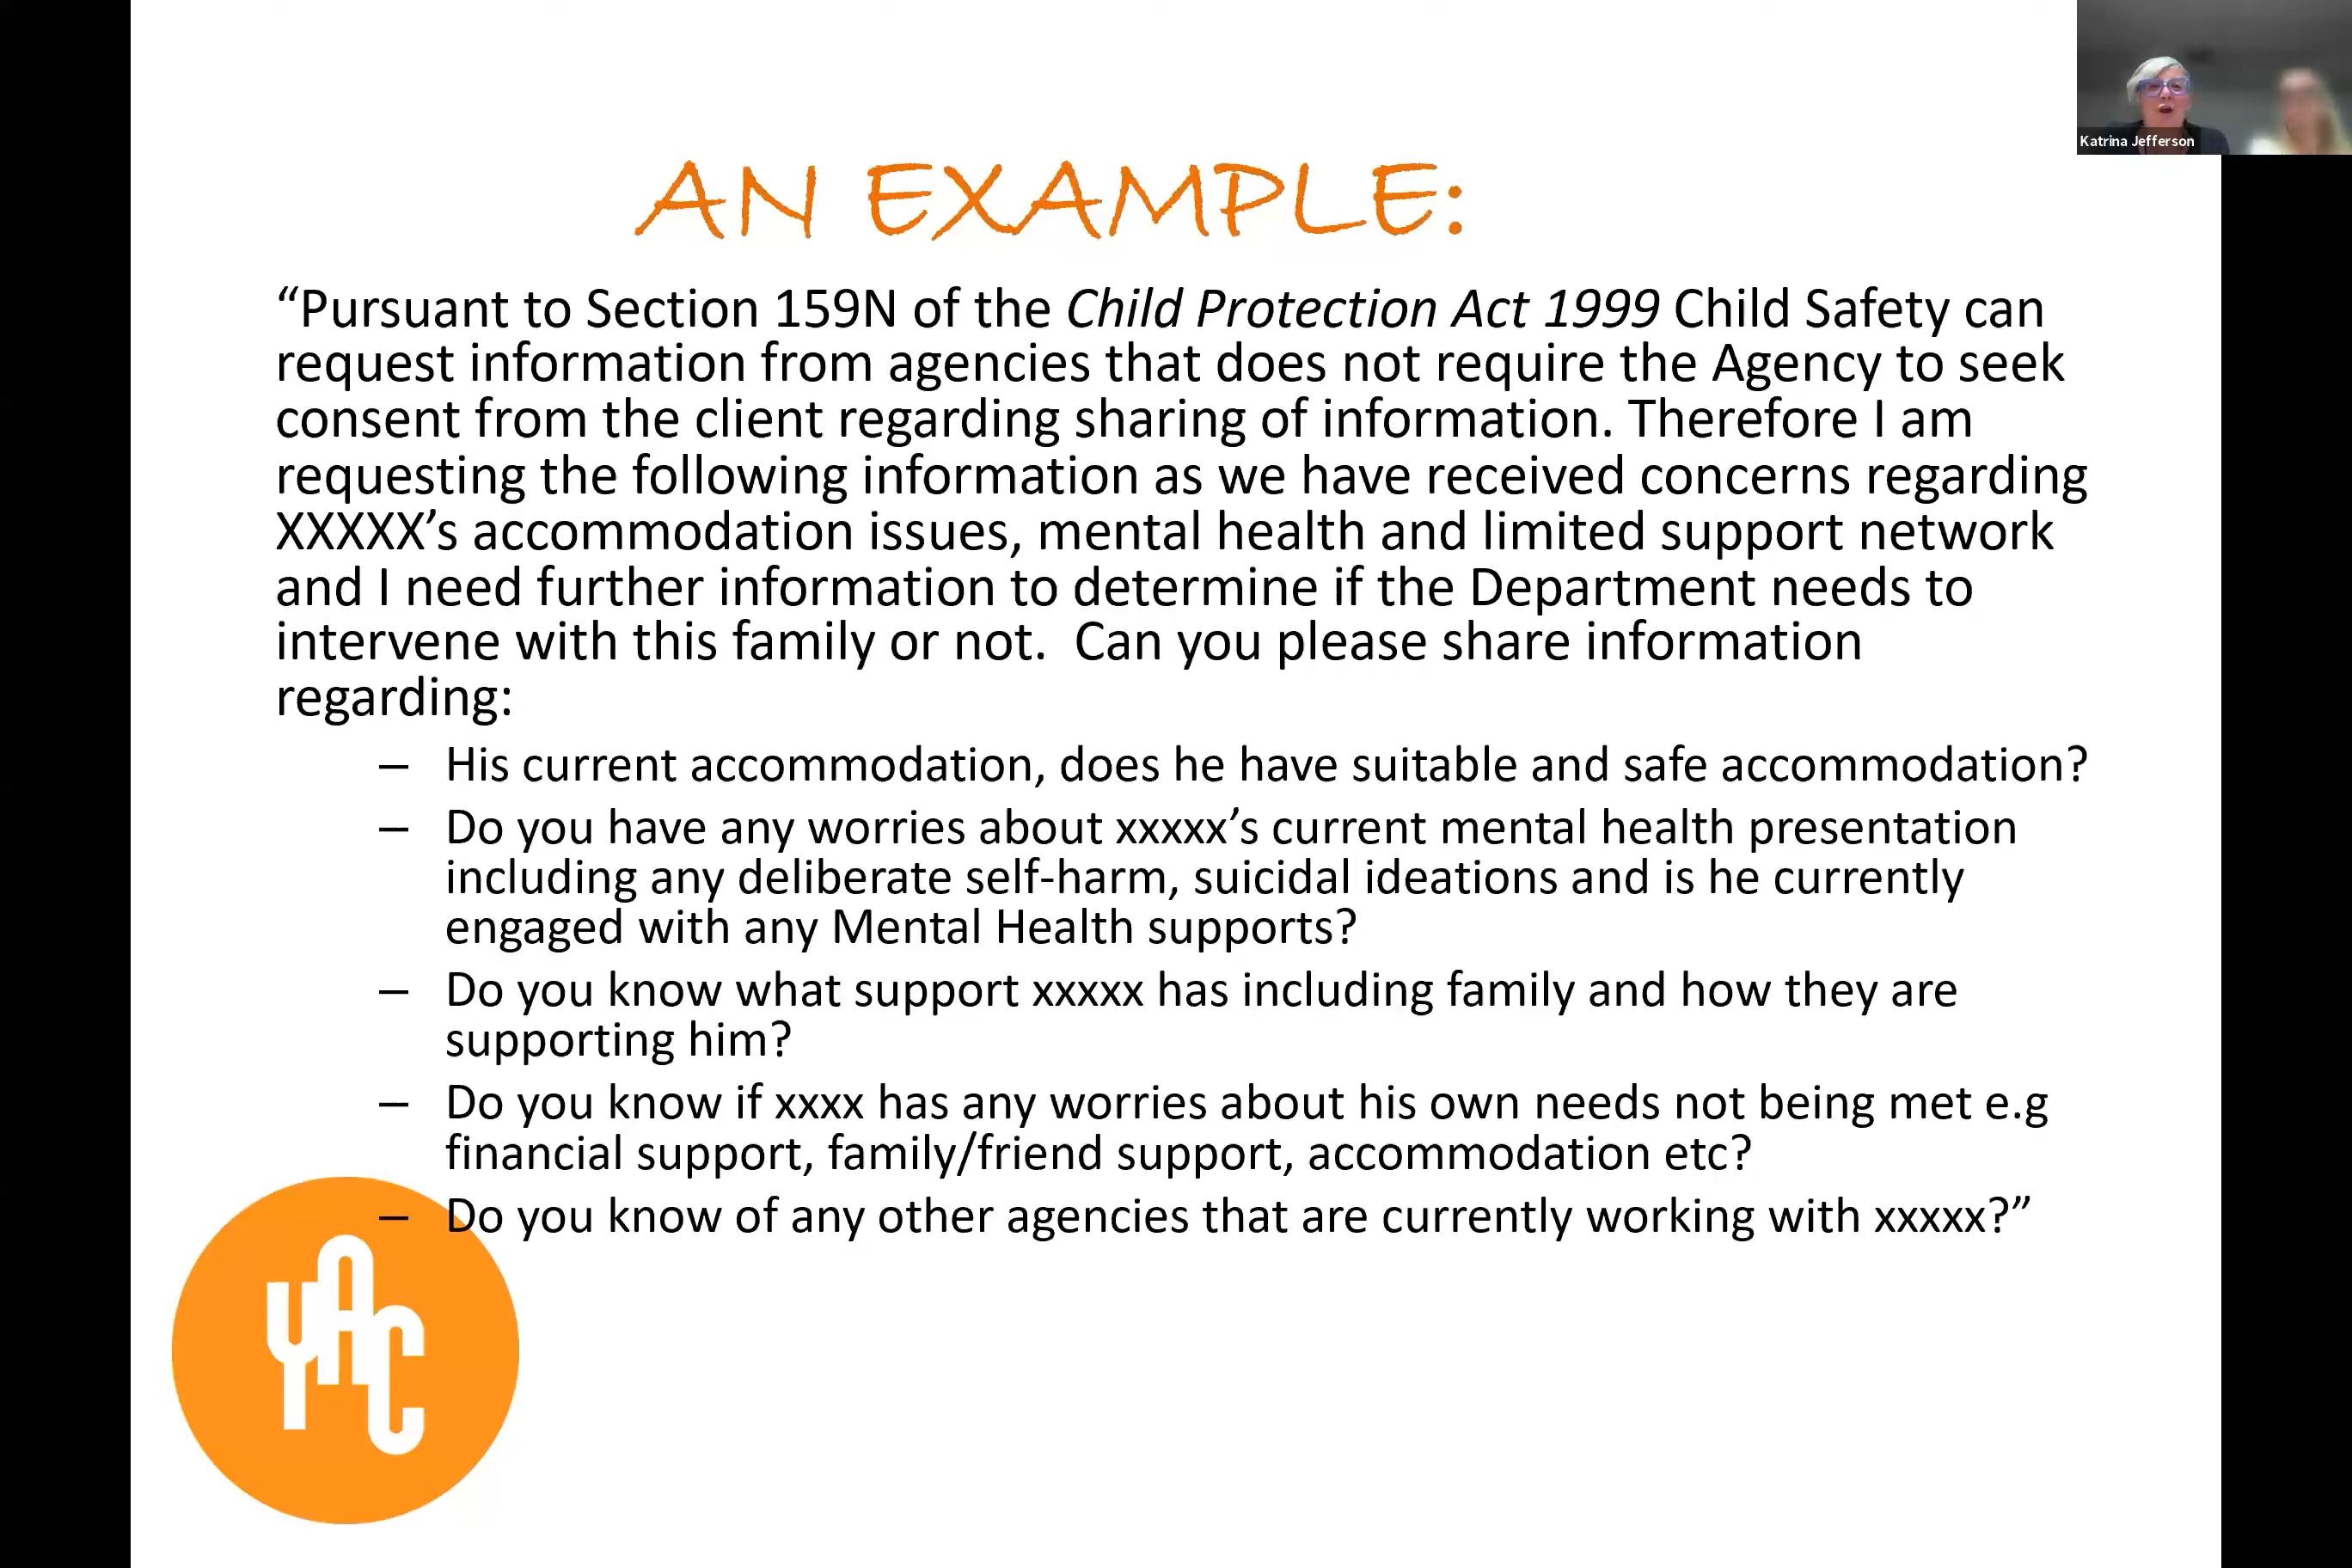 Katrina Jefferson
AN EXAMPLE:
“Pursuant to Section 159N of the Child Protection Act 1999 Child Safety can
request information from agencies that does not require the Agency to seek
consent from the client regarding sharing of information. Therefore I am
requesting the following information as we have received concerns regarding
XXXXX’s accommodation issues, mental health and limited support network
and I need further information to determine if the Department needs to
intervene with this family or not.  Can you please share information
regarding:
– His current accommodation, does he have suitable and safe accommodation?
– Do you have any worries about xxxxx’s current mental health presentation
including any deliberate self-harm, suicidal ideations and is he currently
engaged with any Mental Health supports?
– Do you know what support xxxxx has including family and how they are
supporting him?
– Do you know if xxxx has any worries about his own needs not being met e.g
financial support, family/friend support, accommodation etc?
– Do you know of any other agencies that are currently working with xxxxx?”
YAC